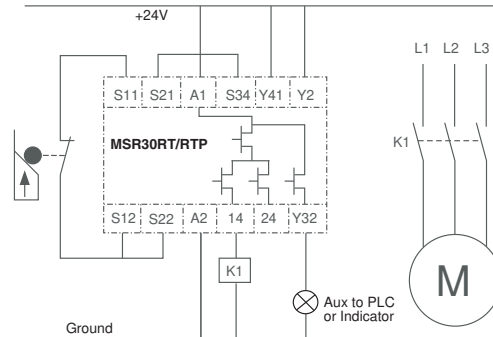 +24V
L1 L2 L3
S11 S21 A1 S34 Y41 Y2
MSR30RT/RTP
K1
S12 S22 A2 14 24 Y32
K1
M
Aux to PLC
or Indicator
Ground